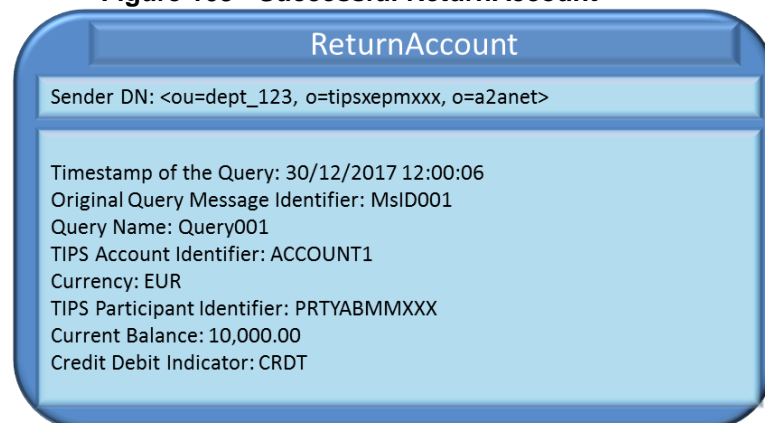 ReturnAccount
Sender DN: <ou=dept_123, o=tipsxepmxxx, o=a2anet>
Timestamp of the Query: 30/12/2017 12:00:06
Original Query Message Identifier: MsID001
Query Name: Query001
TIPS Account Identifier: ACCOUNT1
Currency: EUR
TIPS Participant Identifier: PRTYABMMXXX
Current Balance: 10,000.00
Credit Debit Indicator: CRDT